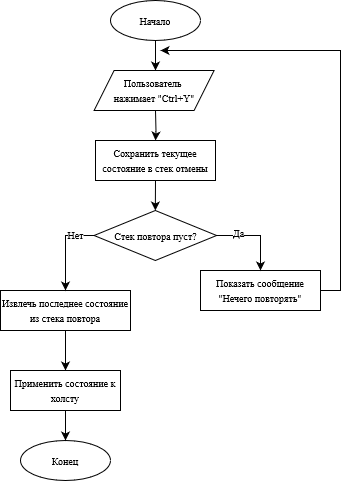 Начало
Пользователь
нажимает "Ctrl+Y"
Сохранить текущее
состояние в стек отмены
Стек повтора пуст?
Нет
Да
Показать сообщение
"Нечего повторять"
Извлечь последнее состояние
из стека повтора
Применить состояние к
холсту
Конец